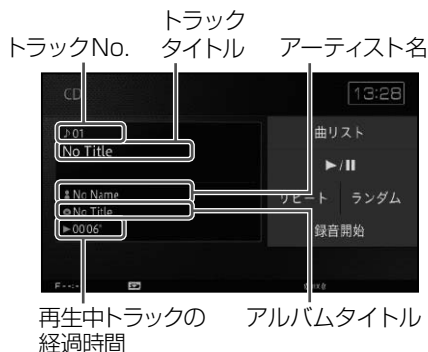 トラック
トラックNo.
タイトル
アーティスト名
CD
13:28
♪01
No Title
曲リスト
▶/II
No Name
リピート
ランダム
No Title
▶00'06"
録音開始
再生中トラックの
経過時間
アルバムタイトル